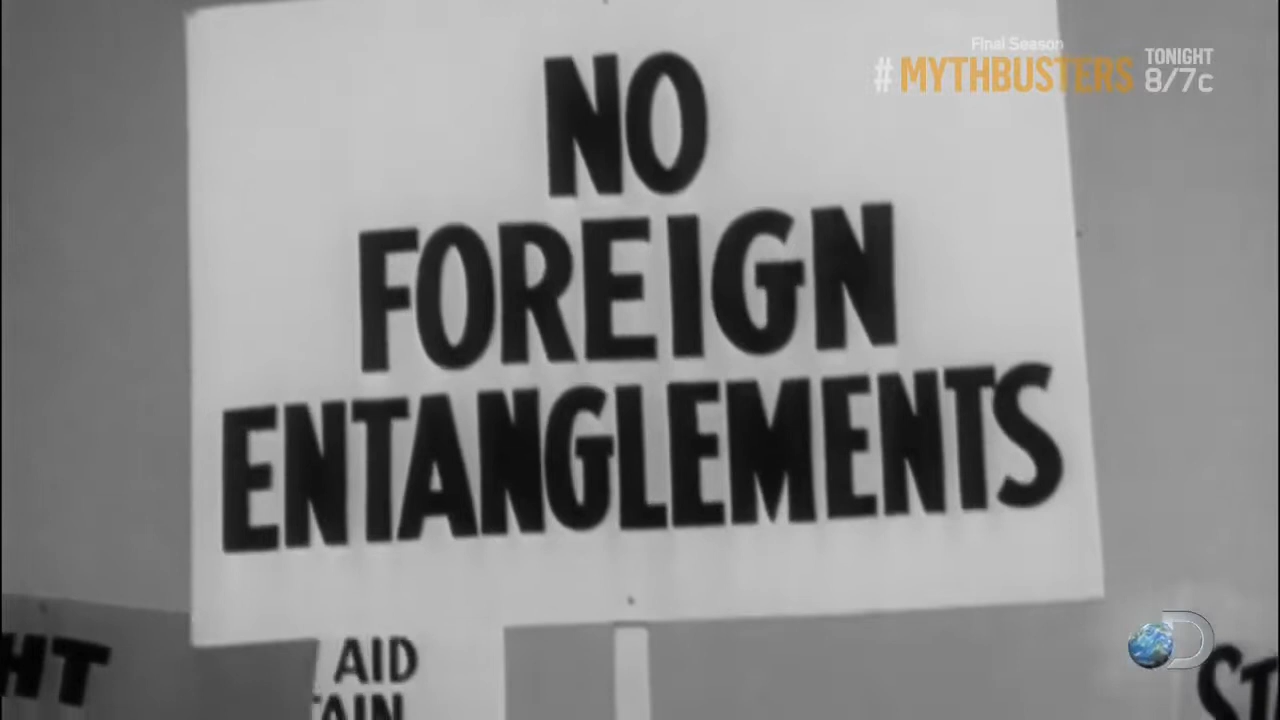 Final Season
#MYTHBUSTERS
TONIGHT
8/7c
NO
FOREIGN
ENTANGLEMENTS
AID